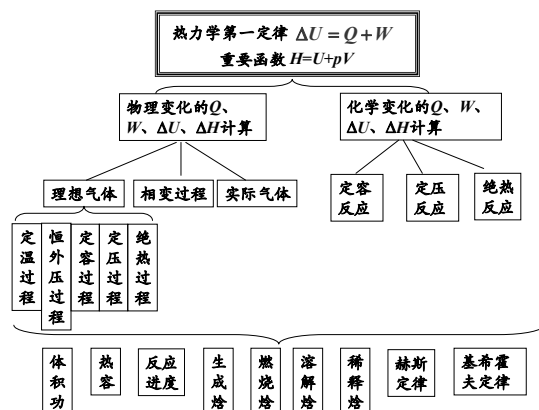 热力学第一定律 ΔU = Q + W
重要函数 H=U+pV
物理变化的Q、
W、ΔU、ΔH计算
化学变化的Q、W、
ΔU、ΔH计算
理想气体
相变过程
实际气体
定容
反应
定压
反应
绝热
反应
定温过程
恒外压过程
定容过程
定压过程
绝热过程
体积功
热容
反应
进度
生成焓
燃烧焓
溶解焓
稀释焓
赫斯
定律
基希霍
夫定律